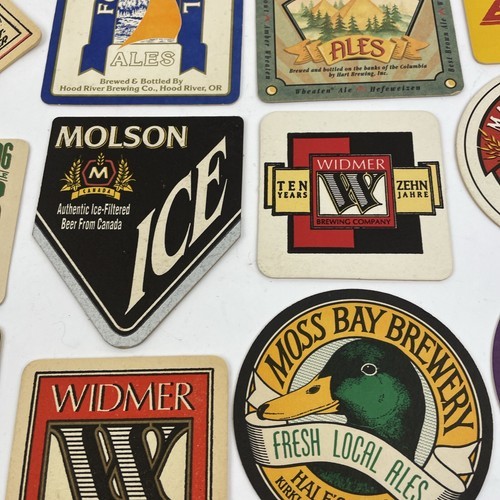 ALES
Brewed & Bottled By
Hood River Brewing Co., Hood River, OR
ALES
Brewed and bottled on the banks of the Columbia
by Hart Brewing, Inc.
Wheaten Ale
Hefeweizen
MOLSON
M
CANADA
Authentic Ice-Filtered
Beer From Canada
ICE
WIDMER
TEN
YEARS
W
ZEHN
JAHRE
BREWING COMPANY
WIDMER
W
MOSS BAY BREWERY
FRESH LOCAL ALES